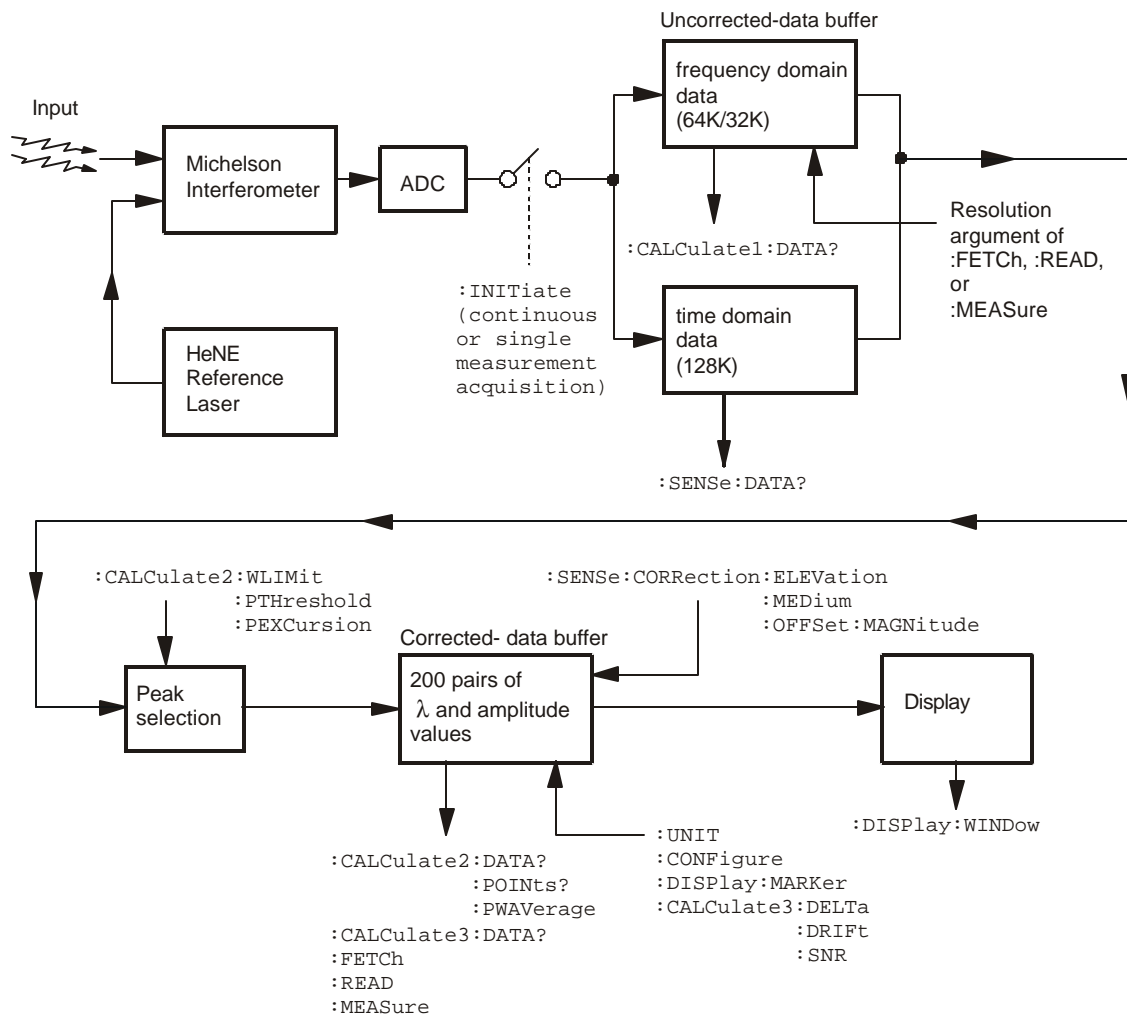 Uncorrected-data buffer
frequency domain
data
(64K/32K)
Input
Michelson
Interferometer
ADC
:CALCulate1:DATA?
Resolution
argument of
:FETCh, :READ,
or
:MEASure
:INITiate
(continuous
or single
measurement
acquisition)
time domain
data
(128K)
HeNE
Reference
Laser
:SENSe:DATA?
:CALCulate2:WLIMit
:PTHreshold
:PEXCursion
:SENSe:CORRection:ELEVation
:MEDium
:OFFSet:MAGNitude
Corrected- data buffer
Peak
selection
200 pairs of
λ and amplitude
values
Display
:DISPlay:WINDow
:CALCulate2:DATA?
:POINts?
:PWAVerage
:CALCulate3:DATA?
:FETCh
:READ
:MEASure
:UNIT
:CONFigure
:DISPlay:MARKer
:CALCulate3:DELTa
:DRIFt
:SNR